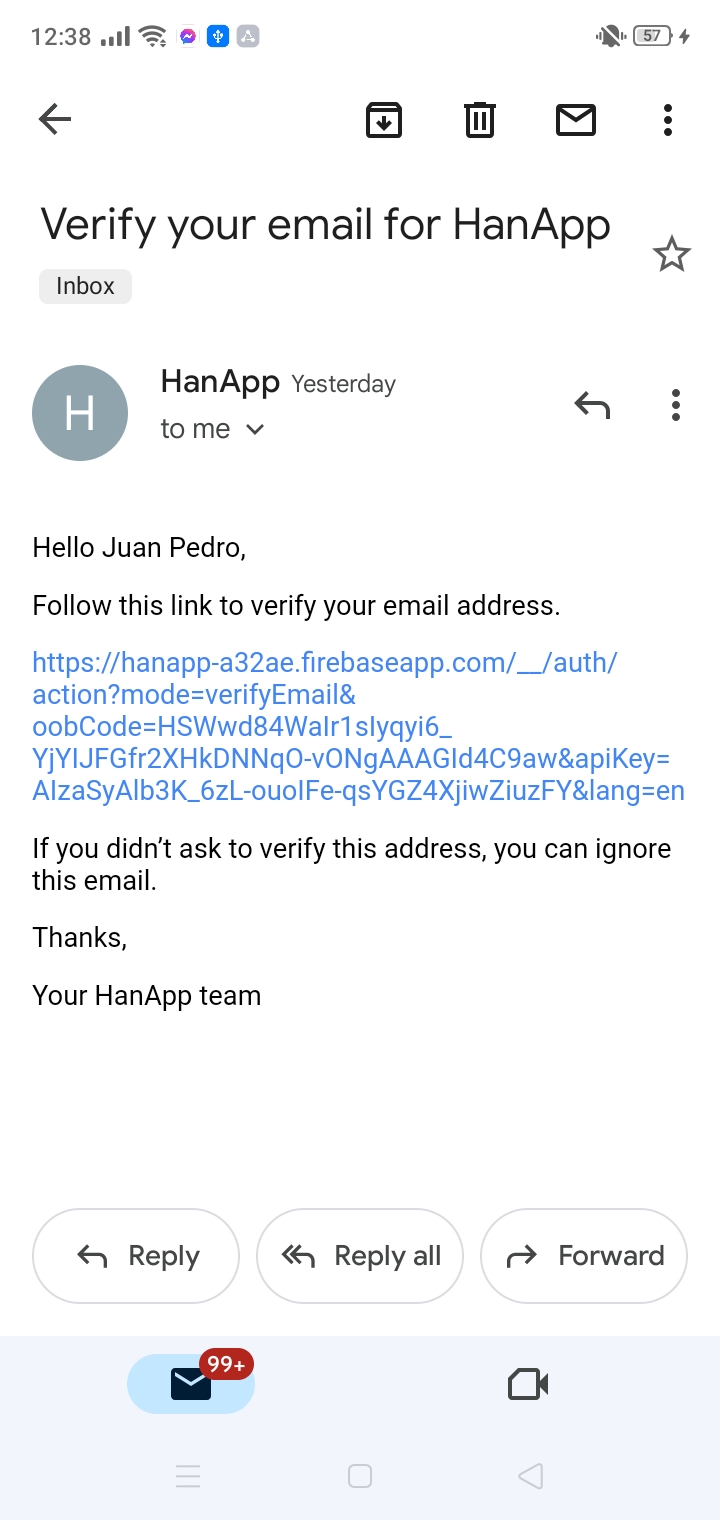 12:38
57
Verify your email for HanApp
Inbox
H
HanApp Yesterday
to me
Hello Juan Pedro,
Follow this link to verify your email address.
https://hanapp-a32ae.firebaseapp.com/__/auth/
action?mode=verifyEmail&
oobCode=HSWwd84WaIr1sIyqyi6_
YjYIJFGfr2XHkDNNqO-vONgAAAGId4C9aw&apiKey=
AIzaSyAlb3K_6zL-ouoIFe-qsYGZ4XjiwZiuzFY&lang=en
If you didn’t ask to verify this address, you can ignore
this email.
Thanks,
Your HanApp team
Reply
Reply all
Forward
99+